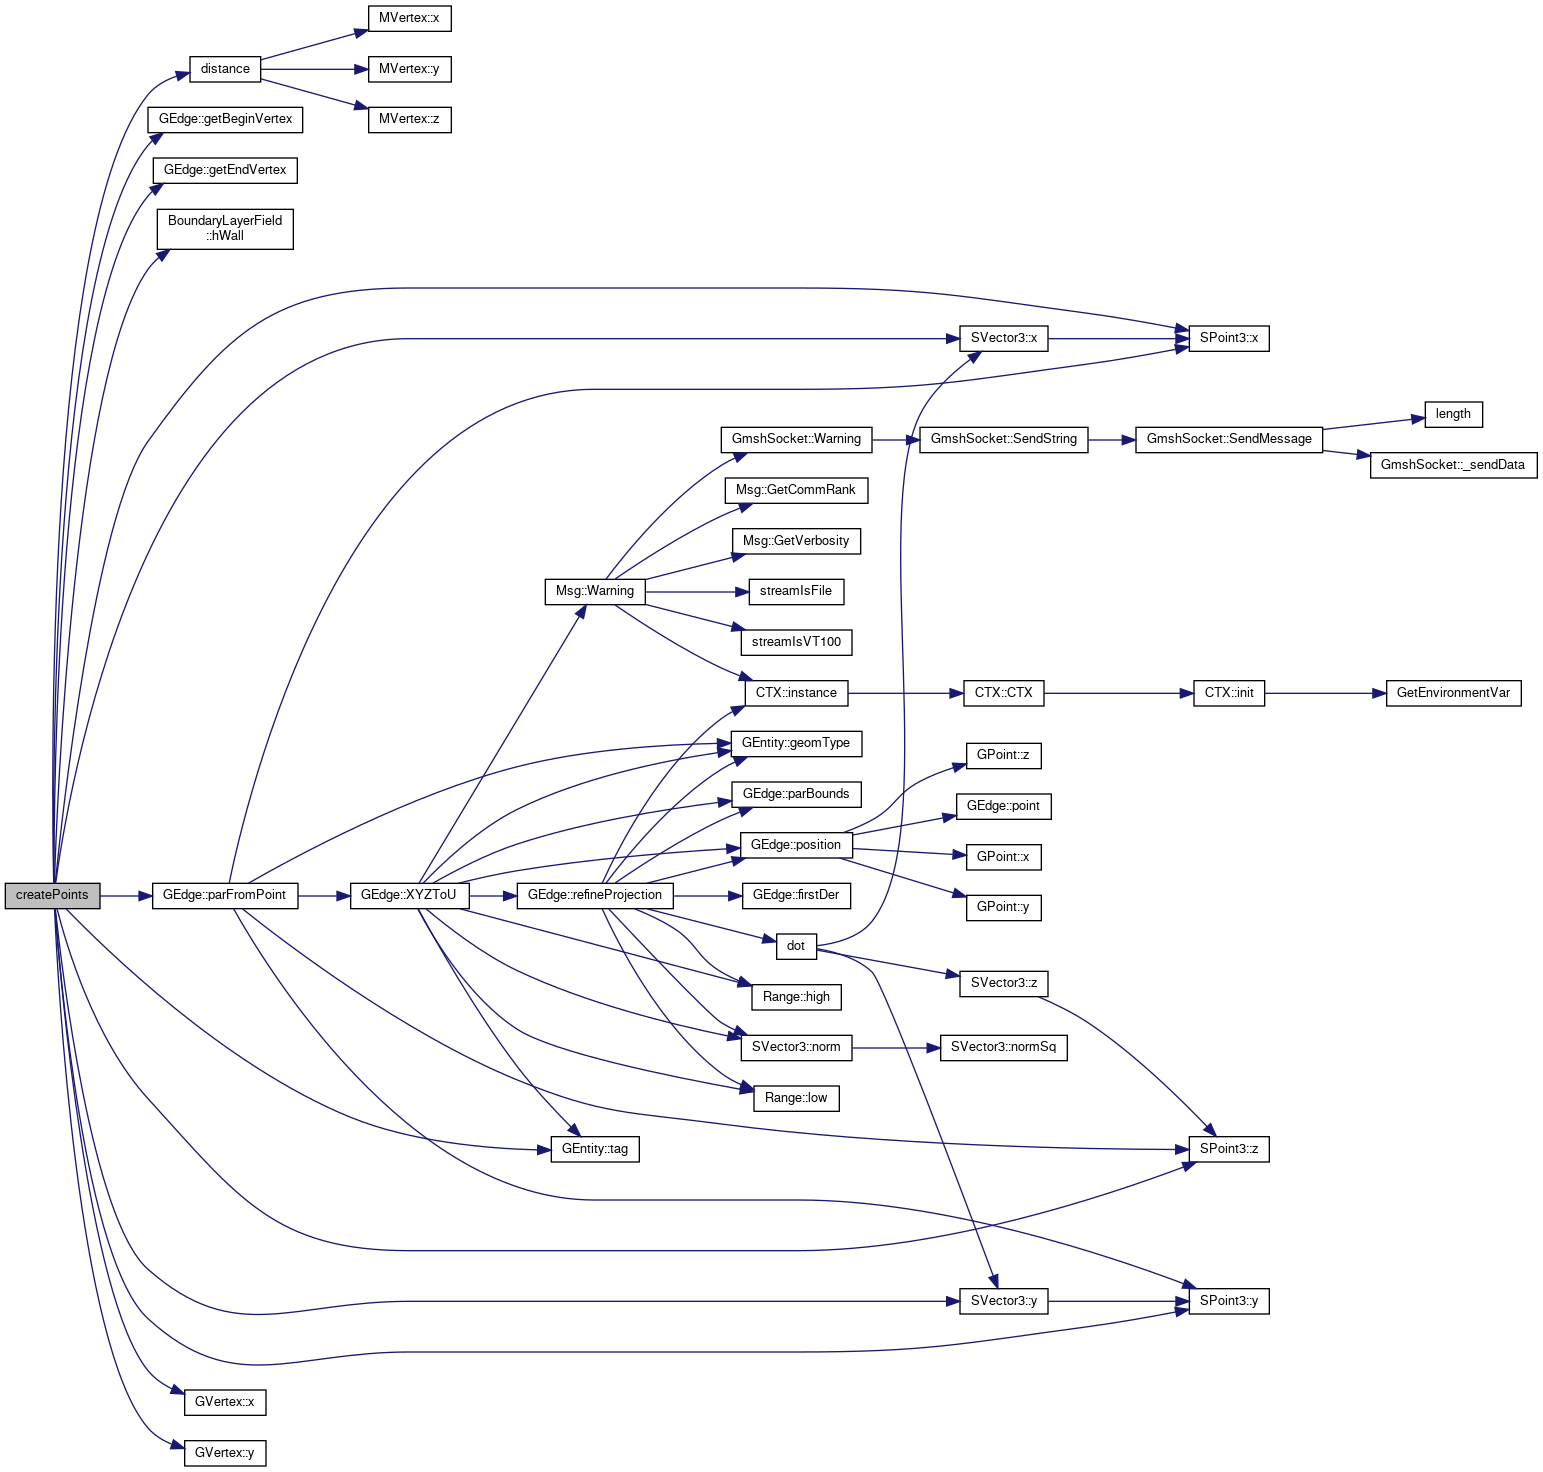 MVertex::x
distance
MVertex::y
MVertex::z
GEdge::getBeginVertex
GEdge::getEndVertex
BoundaryLayerField
::hWall
SVector3::x
SPoint3::x
length
GmshSocket::Warning
GmshSocket::SendString
GmshSocket::SendMessage
GmshSocket::_sendData
Msg::GetCommRank
Msg::GetVerbosity
Msg::Warning
streamIsFile
streamIsVT100
CTX::instance
CTX::CTX
CTX::init
GetEnvironmentVar
GEntity::geomType
GPoint::z
GEdge::parBounds
GEdge::point
GEdge::position
GPoint::x
createPoints
GEdge::parFromPoint
GEdge::XYZToU
GEdge::refineProjection
GEdge::firstDer
GPoint::y
dot
SVector3::z
Range::high
SVector3::norm
SVector3::normSq
Range::low
GEntity::tag
SPoint3::z
SVector3::y
SPoint3::y
GVertex::x
GVertex::y